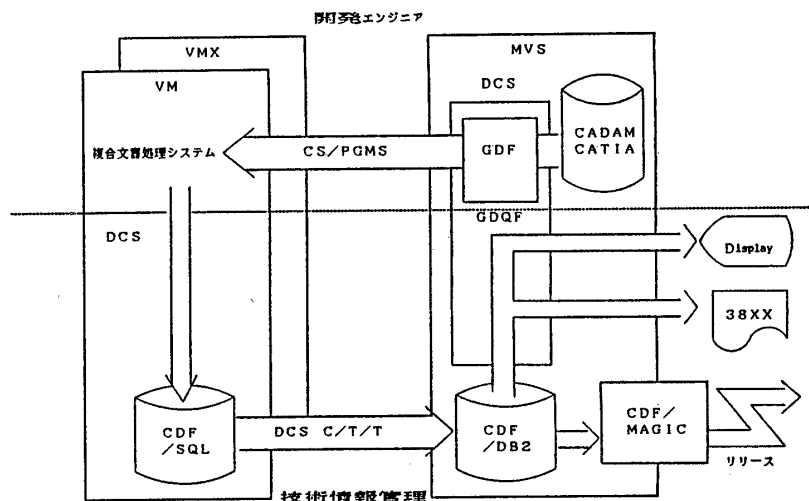 開発エンジニア
VMX
MVS
VM
DCS
CADAM
CATIA
複合文書処理システム
CS/PGMS
GDF
GDQF
DCS
Display
38XX
CDF
/SQL
DCS C/T/T
CDF
/DB2
CDF/
MAGIC
リリース
技術情報管理